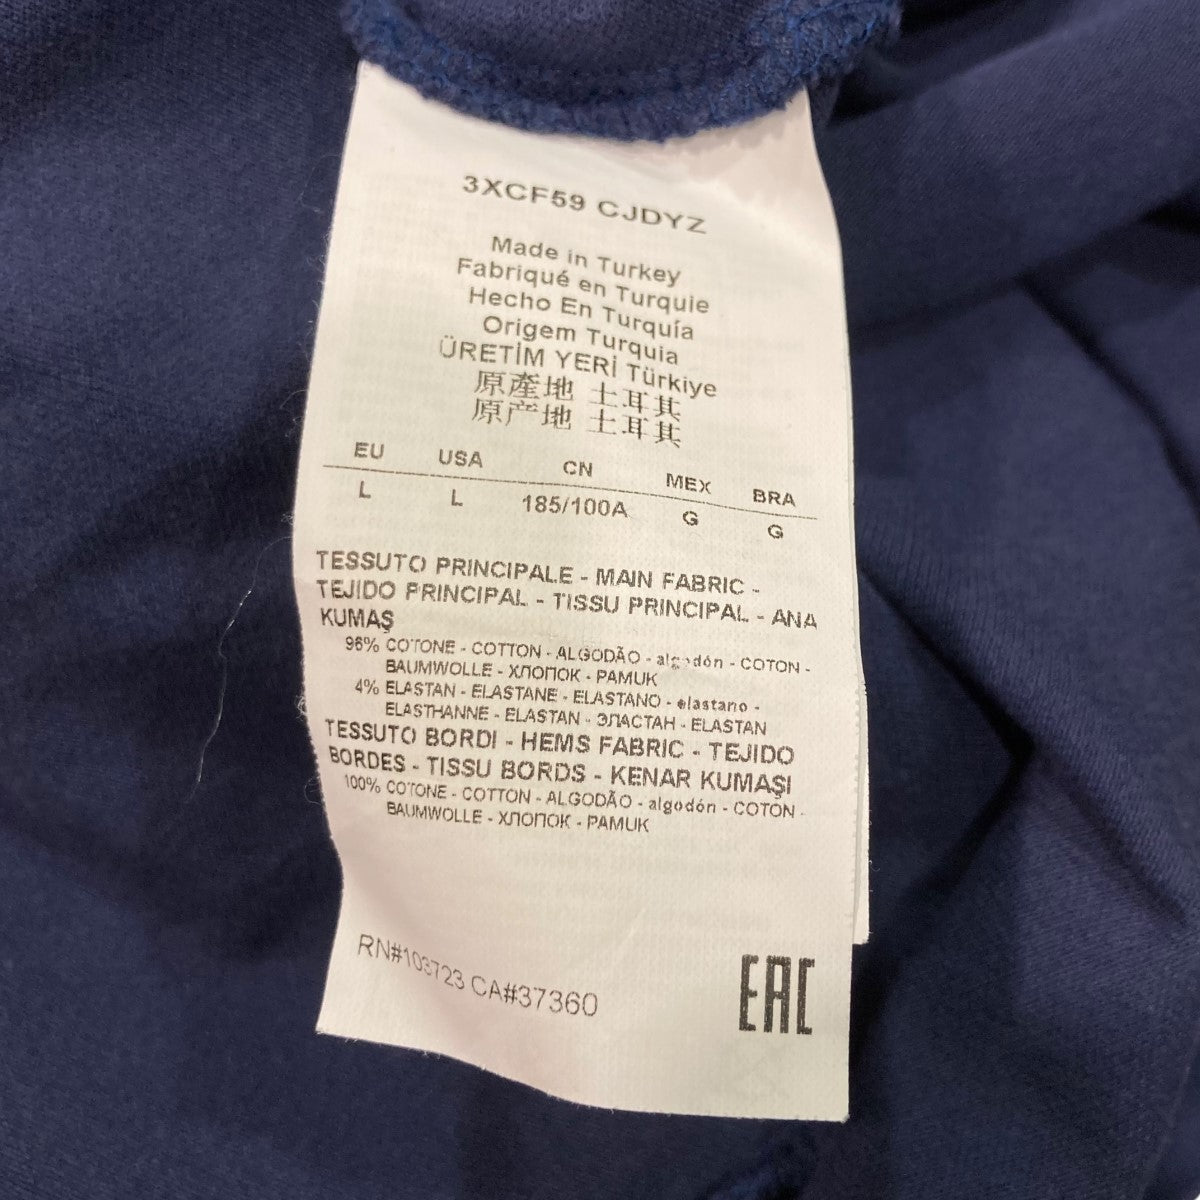 3XCF59 CJDYZ
Made in Turkey
Fabriqué en Turquie
Hecho En Turquía
Origem Turquia
ÜRETİM YERİ Türkiye
原產地 土耳其
原产地 土耳其
EU USA CN MEX BRA
L L 185/100A G G
TESSUTO PRINCIPALE - MAIN FABRIC -
TEJIDO PRINCIPAL - TISSU PRINCIPAL - ANA
KUMAŞ
96% COTONE - COTTON - ALGODÃO - algodón - COTON -
BAUMWOLLE - ХЛОПОК - PAMUK
4% ELASTAN - ELASTANE - ELASTANO - elastano -
ELASTHANNE - ELASTAN - ЭЛАСТАН - ELASTAN
TESSUTO BORDI - HEMS FABRIC - TEJIDO
BORDES - TISSU BORDS - KENAR KUMAŞI
100% COTONE - COTTON - ALGODÃO - algodón - COTON -
BAUMWOLLE - ХЛОПОК - PAMUK
RN#103723 CA#37360
EAC